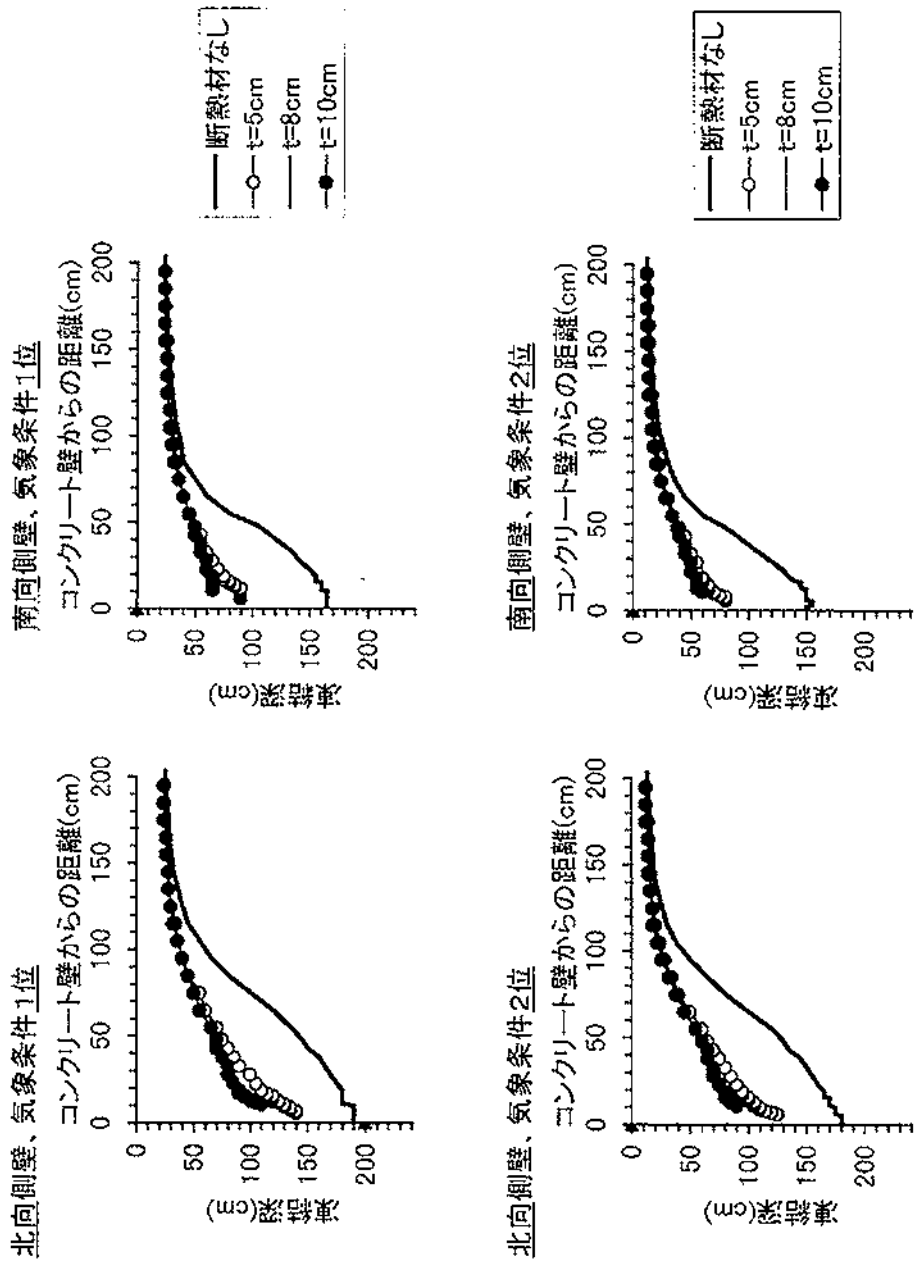 北向側壁、気象条件1位
コンクリート壁からの距離(cm)
0 50 100 150 200
0
50
100
150
200
凍結深(cm)
南向側壁、気象条件1位
コンクリート壁からの距離(cm)
0 50 100 150 200
0
50
100
150
200
凍結深(cm)
断熱材なし
t=5cm
t=8cm
t=10cm
北向側壁、気象条件2位
コンクリート壁からの距離(cm)
0 50 100 150 200
0
50
100
150
200
凍結深(cm)
南向側壁、気象条件2位
コンクリート壁からの距離(cm)
0 50 100 150 200
0
50
100
150
200
凍結深(cm)
断熱材なし
t=5cm
t=8cm
t=10cm